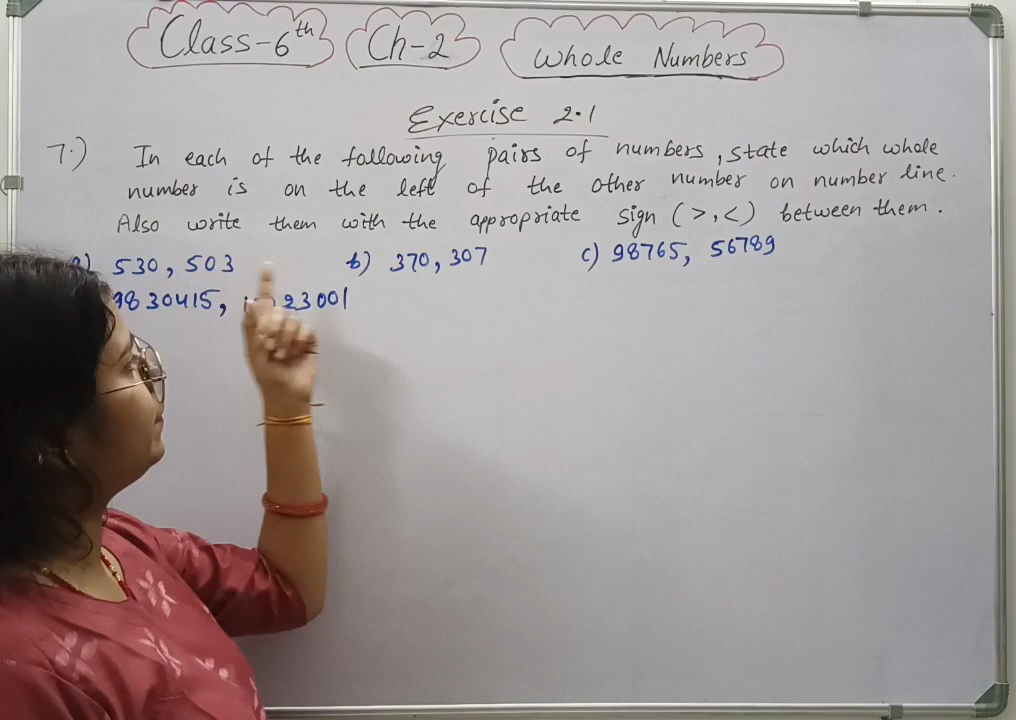 Class-6th Ch-2 Whole Numbers
Exercise 2.1
7.) In each of the following pairs of numbers, state which whole
number is on the left of the other number on number line.
Also write them with the appropriate sign (>,<) between them.
530, 503 b) 370, 307 c) 98765, 56789
9830415, 23001